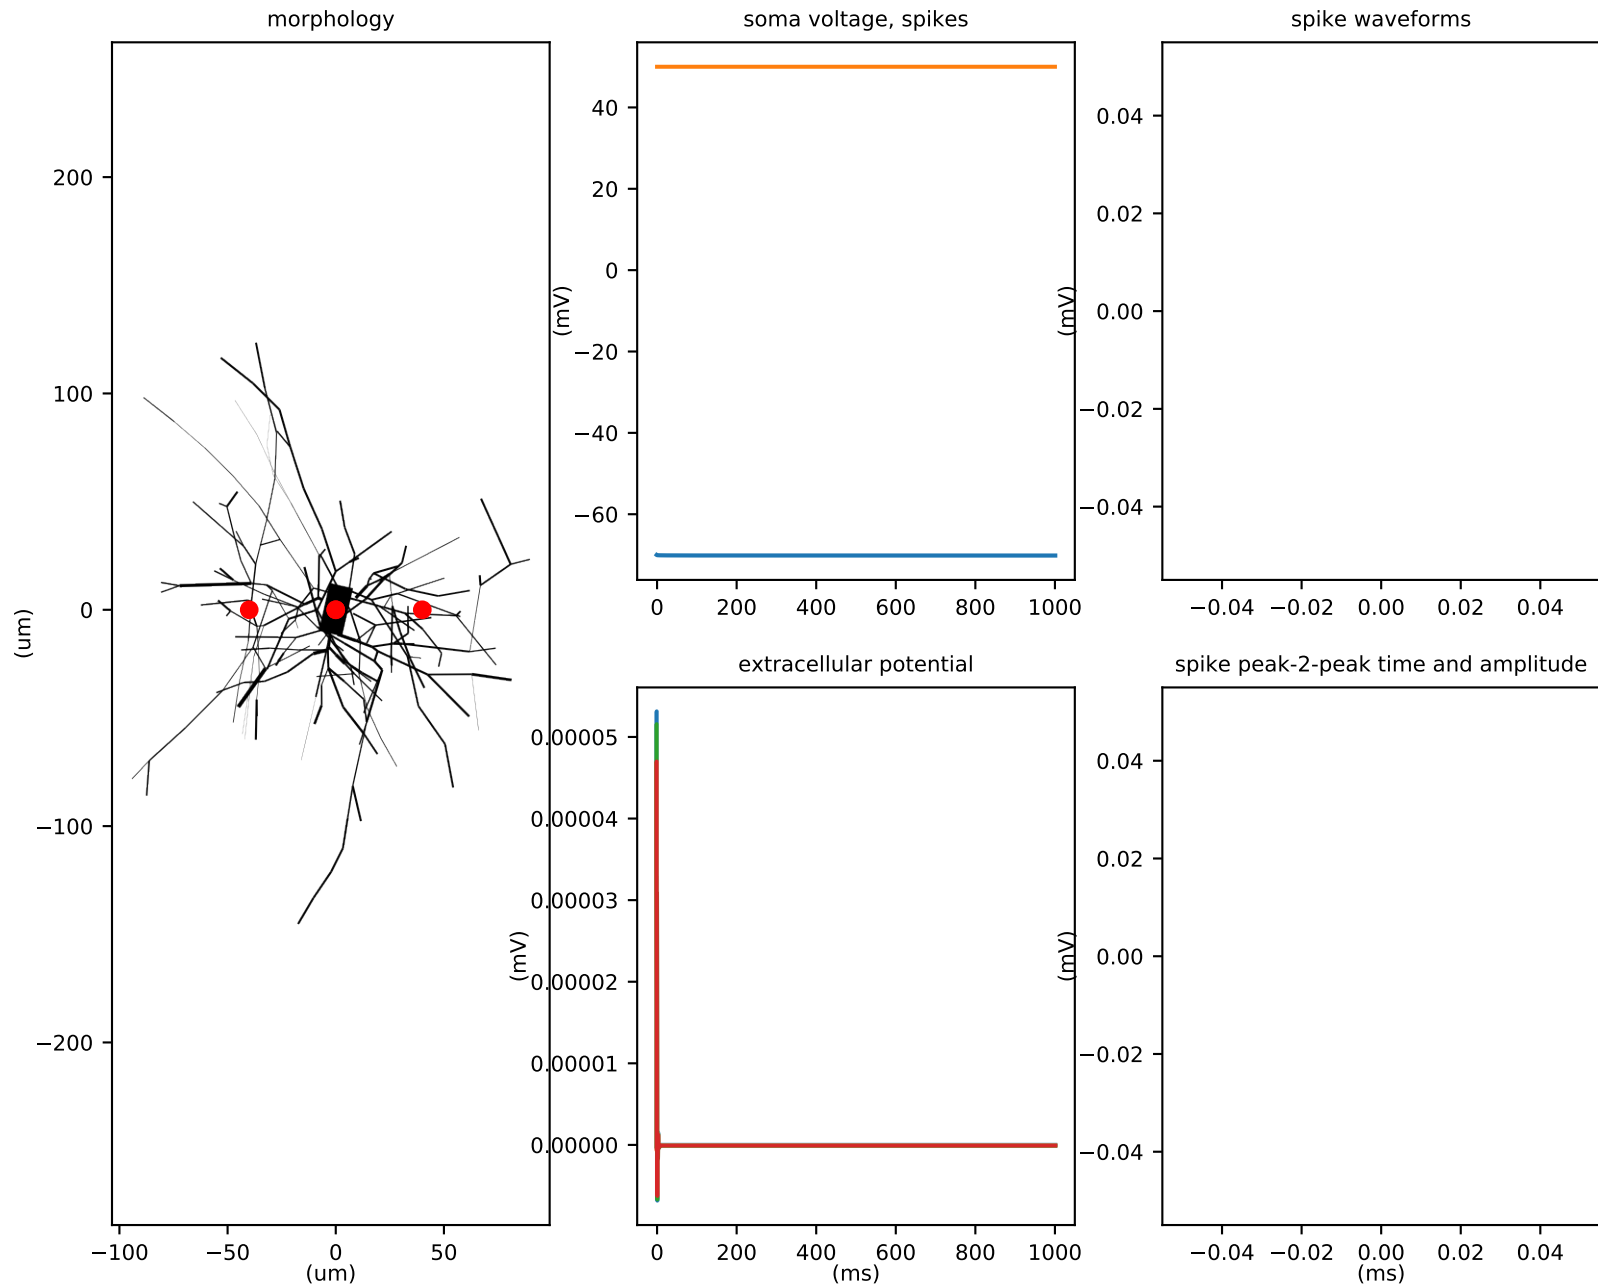 morphology
200
100
0
−100
−200
(um)
−100 −50 0 50
(um)
soma voltage, spikes
40
20
0
−20
−40
−60
(mV)
0 200 400 600 800 1000
spike waveforms
0.04
0.02
0.00
−0.02
−0.04
(mV)
−0.04 −0.02 0.00 0.02 0.04
extracellular potential
0.00005
0.00004
0.00003
0.00002
0.00001
0.00000
(mV)
0 200 400 600 800 1000
(ms)
spike peak-2-peak time and amplitude
0.04
0.02
0.00
−0.02
−0.04
(mV)
−0.04 −0.02 0.00 0.02 0.04
(ms)